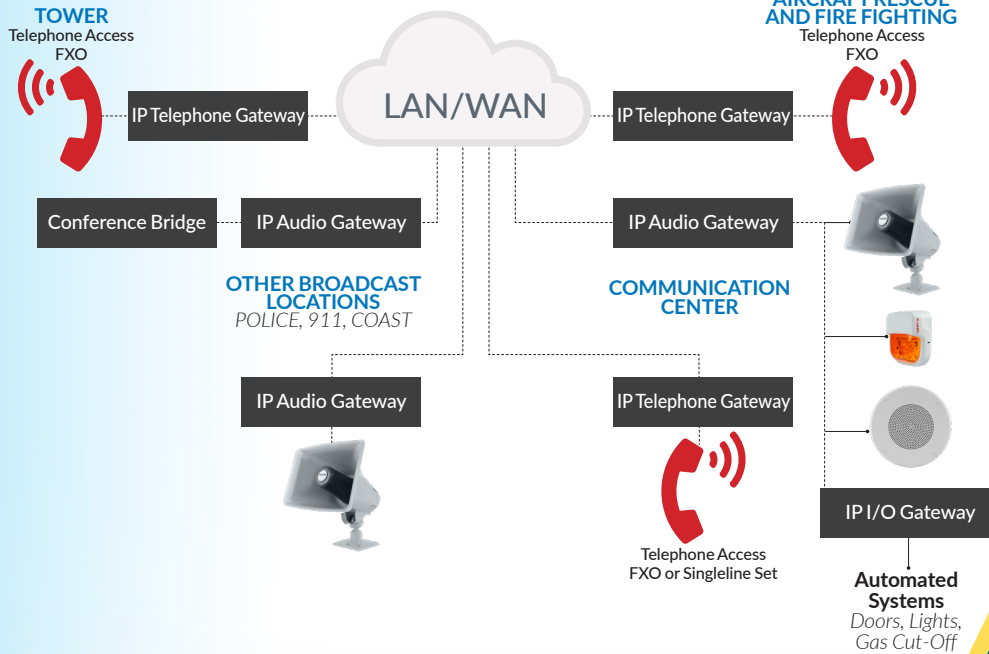 TOWER
Telephone Access
FXO
IP Telephone Gateway
LAN/WAN
IP Telephone Gateway
AIRCRAFT RESCUE
AND FIRE FIGHTING
Telephone Access
FXO
Conference Bridge
IP Audio Gateway
IP Audio Gateway
OTHER BROADCAST
LOCATIONS
POLICE, 911, COAST
COMMUNICATION
CENTER
IP Audio Gateway
IP Telephone Gateway
Telephone Access
FXO or Singleline Set
IP I/O Gateway
Automated
Systems
Doors, Lights,
Gas Cut-Off